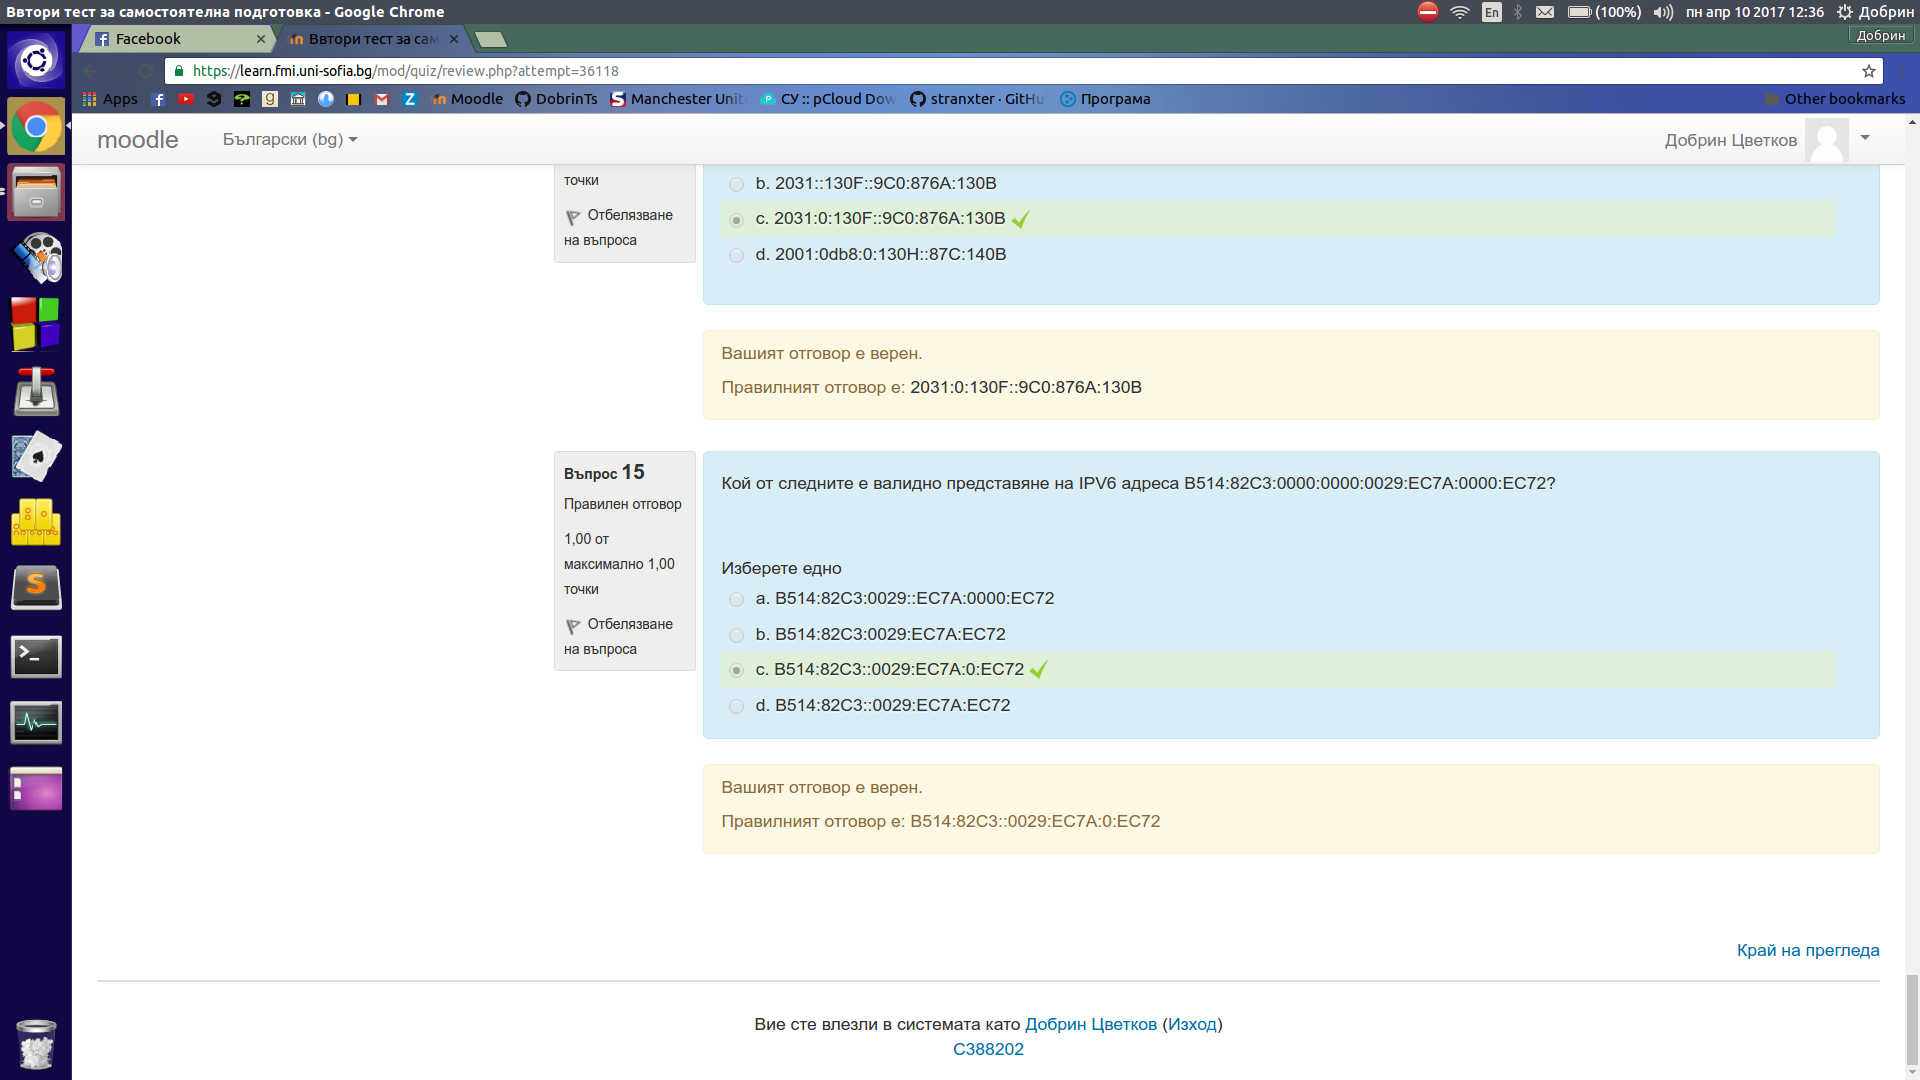 Ввтори тест за самостоятелна подготовка - Google Chrome
En
(100%)
пн апр 10 2017 12:36
Добрин
Facebook
Ввтори тест за сам
Добрин
https://learn.fmi.uni-sofia.bg/mod/quiz/review.php?attempt=36118
Apps
Moodle
DobrinTs
Manchester Unit
СУ :: pCloud Dow
stranxter · GitHu
Програма
Other bookmarks
moodle
Български (bg)
Добрин Цветков
точки
Отбелязване
на въпроса
b. 2031::130F::9C0:876A:130B
c. 2031:0:130F::9C0:876A:130B
d. 2001:0db8:0:130H::87C:140B
Вашият отговор е верен.
Правилният отговор е: 2031:0:130F::9C0:876A:130B
Въпрос 15
Правилен отговор
1,00 от
максимално 1,00
точки
Отбелязване
на въпроса
Кой от следните е валидно представяне на IPV6 адреса B514:82C3:0000:0000:0029:EC7A:0000:EC72?
Изберете едно
a. B514:82C3:0029::EC7A:0000:EC72
b. B514:82C3:0029:EC7A:EC72
c. B514:82C3::0029:EC7A:0:EC72
d. B514:82C3::0029:EC7A:EC72
Вашият отговор е верен.
Правилният отговор е: B514:82C3::0029:EC7A:0:EC72
Край на прегледа
Вие сте влезли в системата като Добрин Цветков (Изход)
C388202